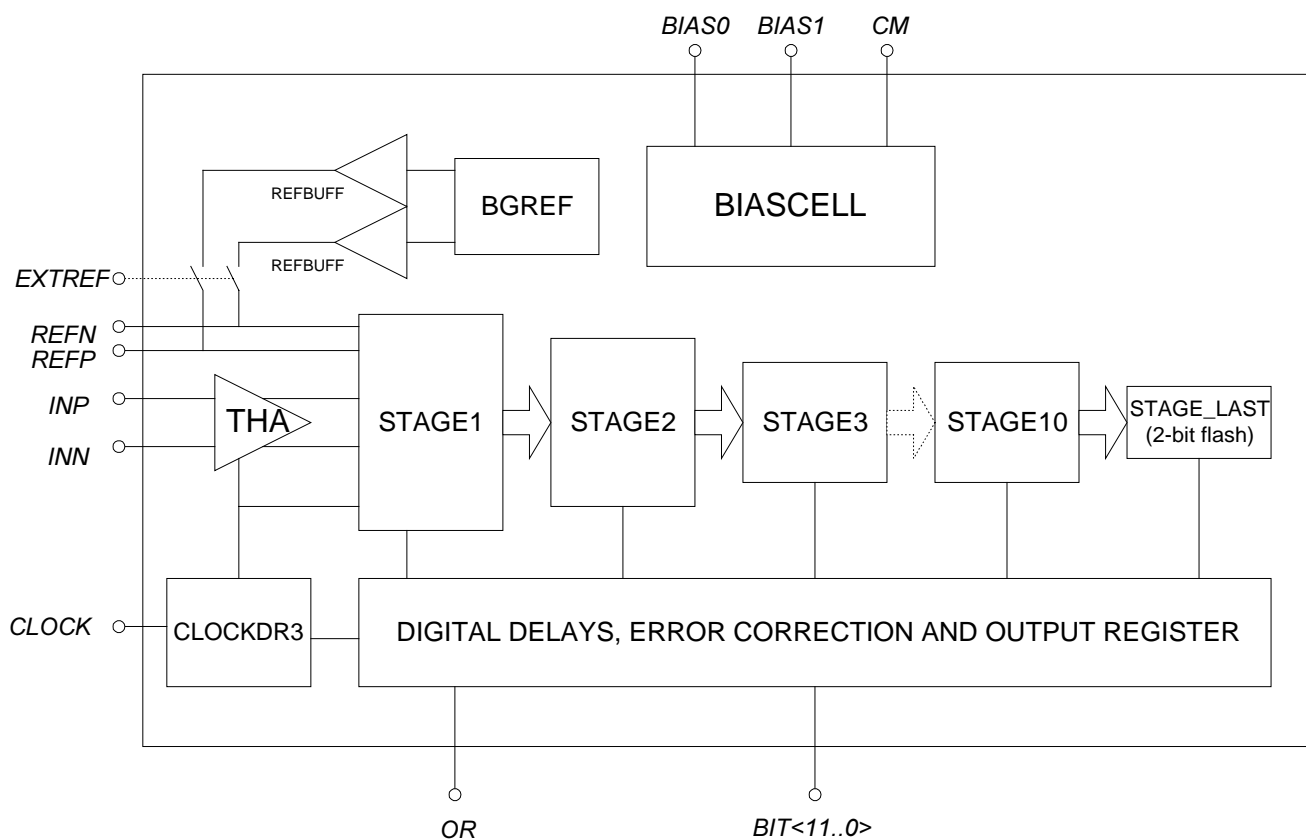 BIAS0 BIAS1 CM
BGREF
REFBUFF
REFBUFF
BIASCELL
EXTREF
REFN
REFP
INP
INN
THA
STAGE1
STAGE2
STAGE3
STAGE10
STAGE_LAST
(2-bit flash)
CLOCK
CLOCKDR3
DIGITAL DELAYS, ERROR CORRECTION AND OUTPUT REGISTER
OR
BIT<11..0>